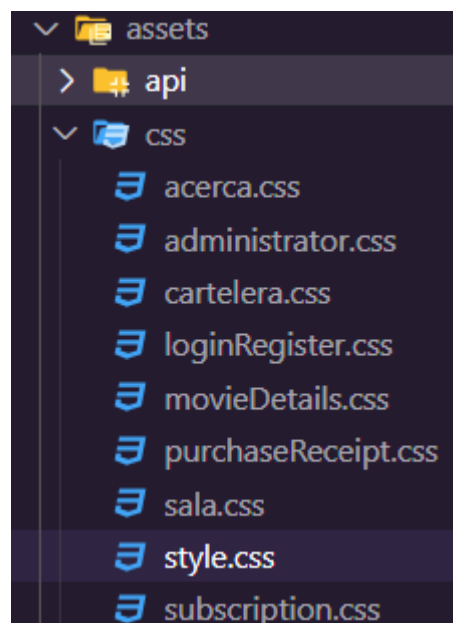 assets
api
css
acerca.css
administrator.css
cartelera.css
loginRegister.css
movieDetails.css
purchaseReceipt.css
sala.css
style.css
subscription.css